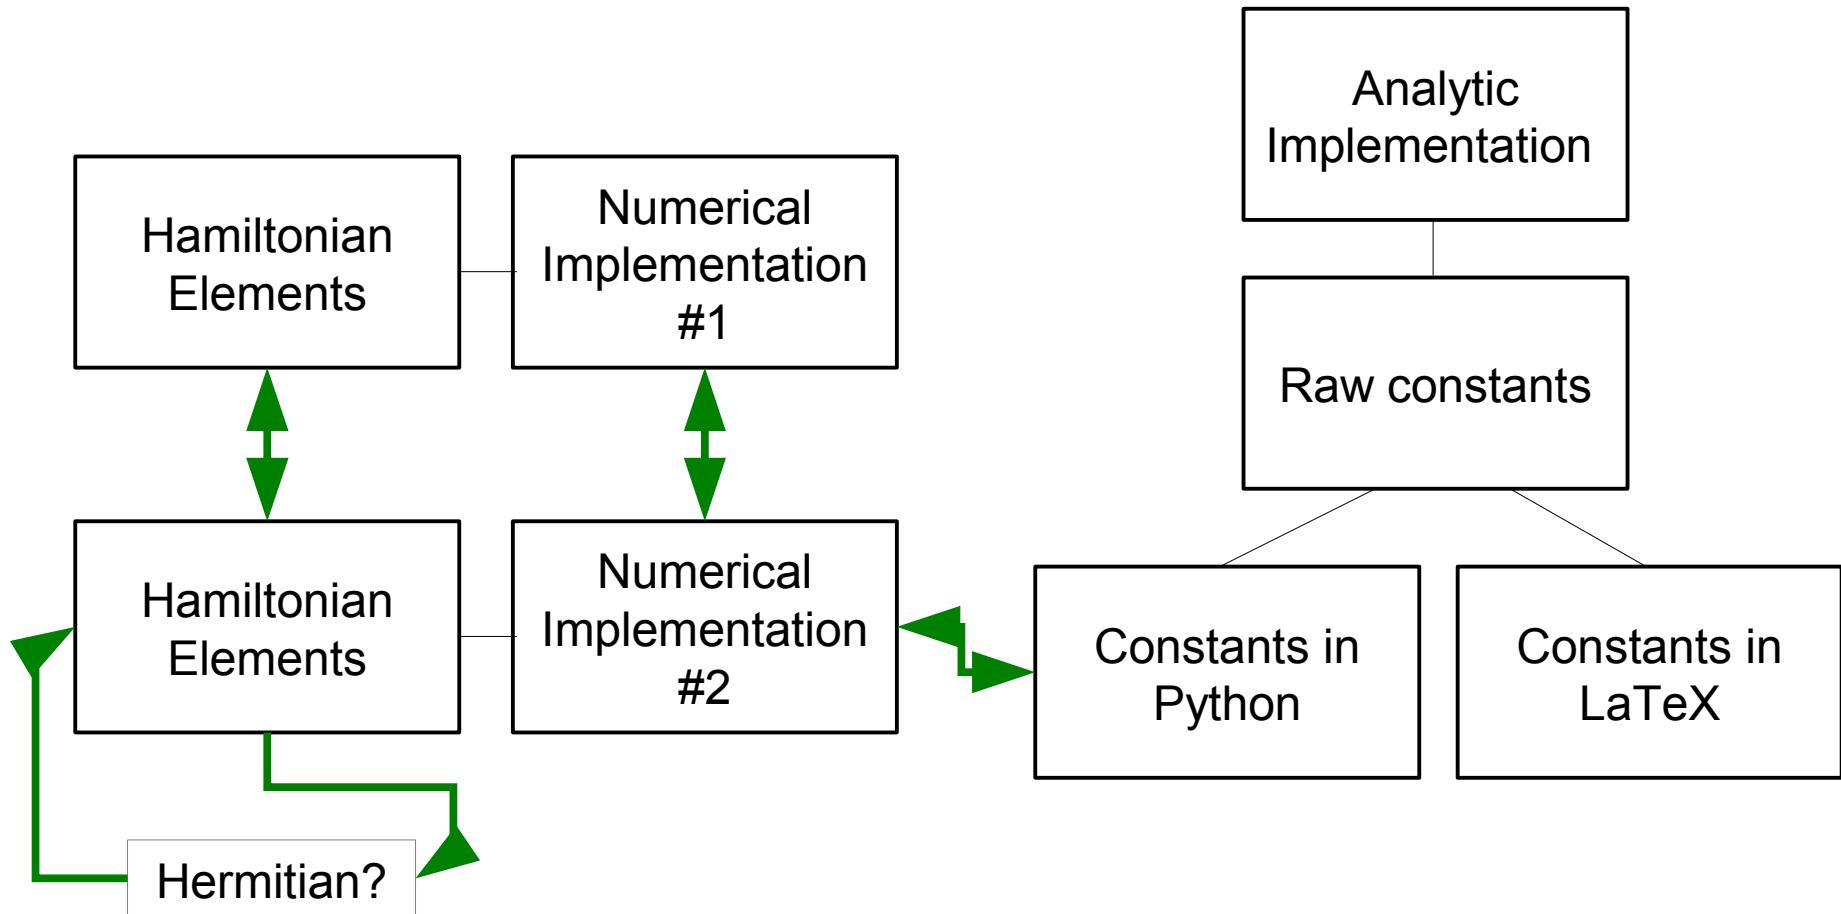 Analytic
Implementation
Hamiltonian
Elements
Numerical
Implementation
#1
Raw constants
Hamiltonian
Elements
Numerical
Implementation
#2
Constants in
Python
Constants in
LaTeX
Hermitian?